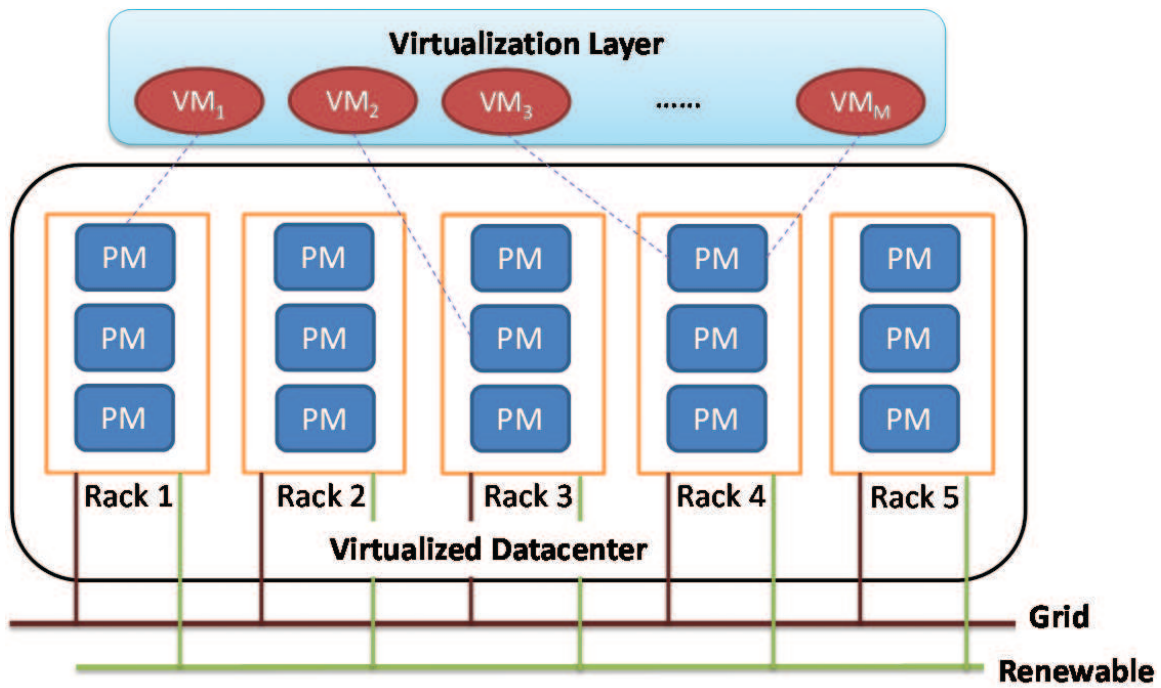 Virtualization Layer
VM₁ VM₂ VM₃ ...... VM_M
PM PM PM PM PM
PM PM PM PM PM
PM PM PM PM PM
Rack 1 Rack 2 Rack 3 Rack 4 Rack 5
Virtualized Datacenter
Grid
Renewable